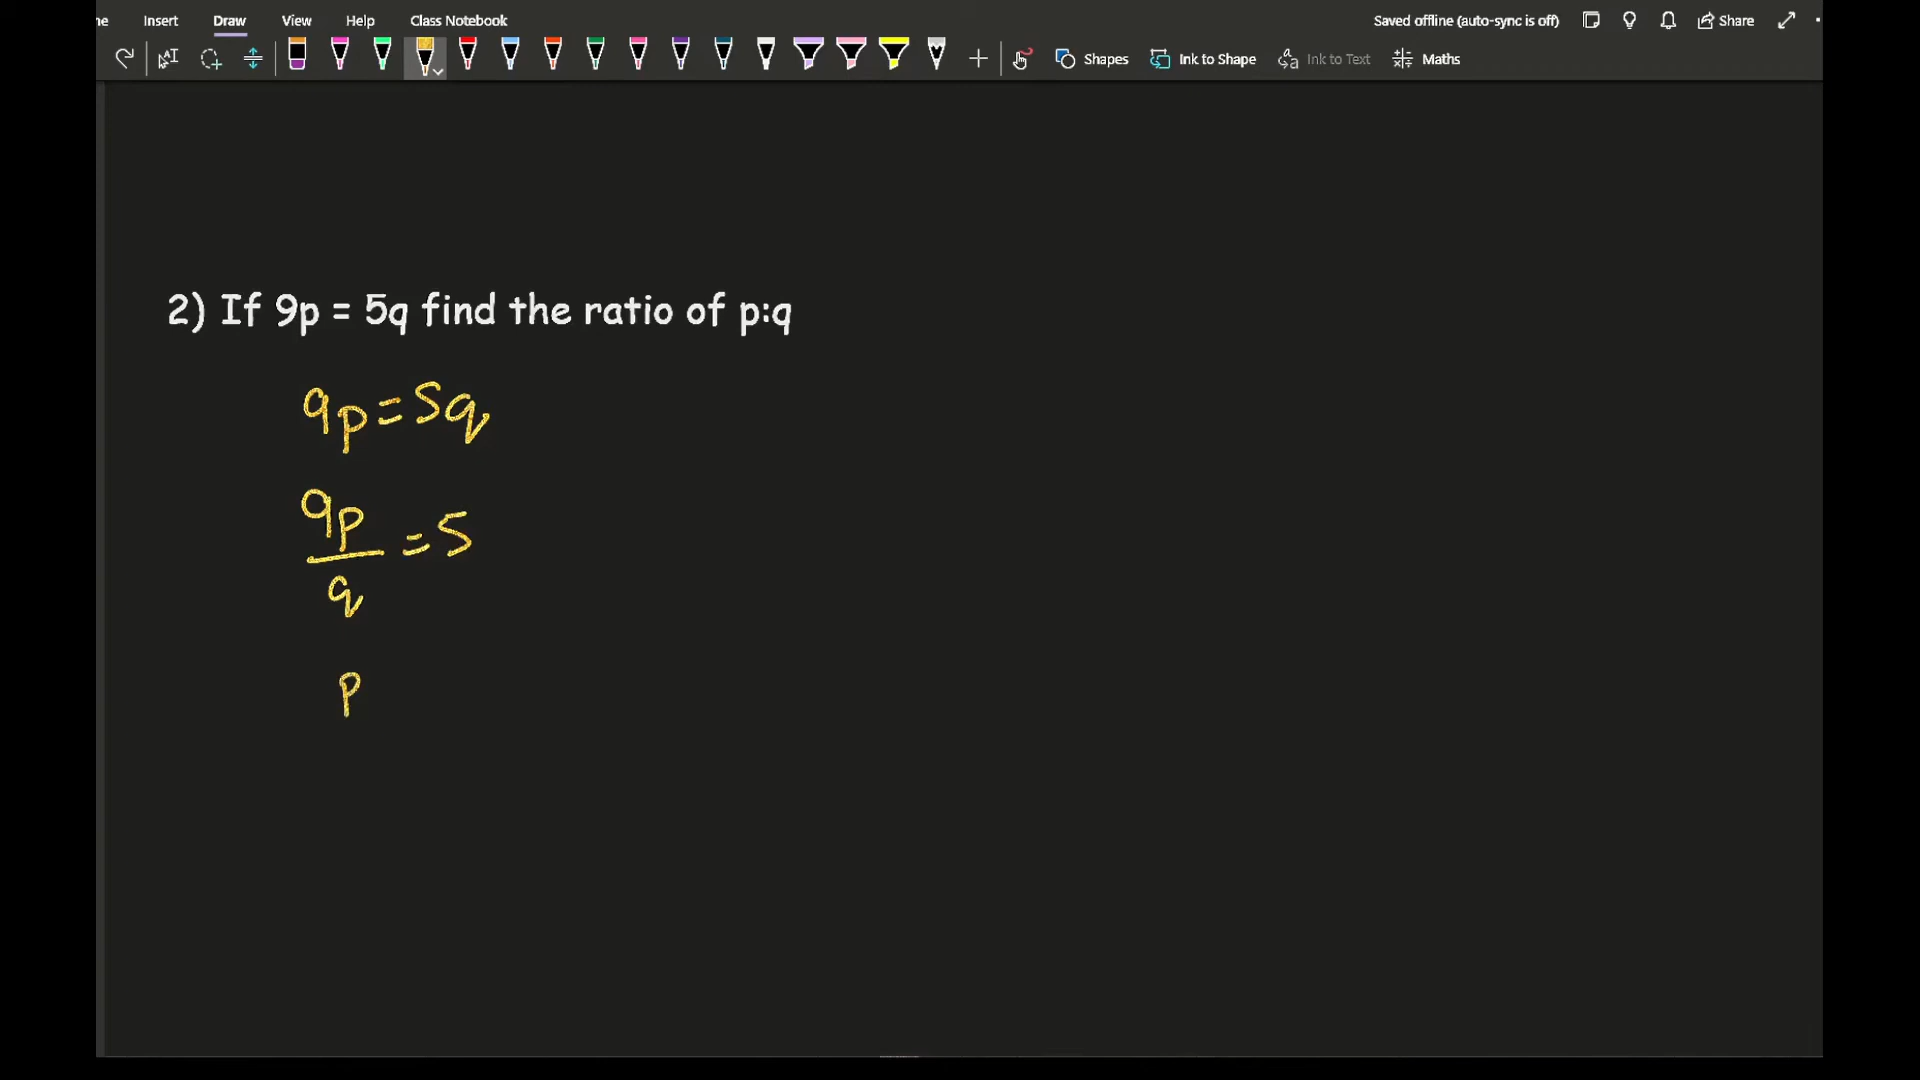 Insert Draw View Help Class Notebook Saved offline (auto-sync is off) Share
Shapes Ink to Shape Ink to Text Maths
2) If 9p = 5q find the ratio of p:q
9p = 5q
9p
q
= 5
p